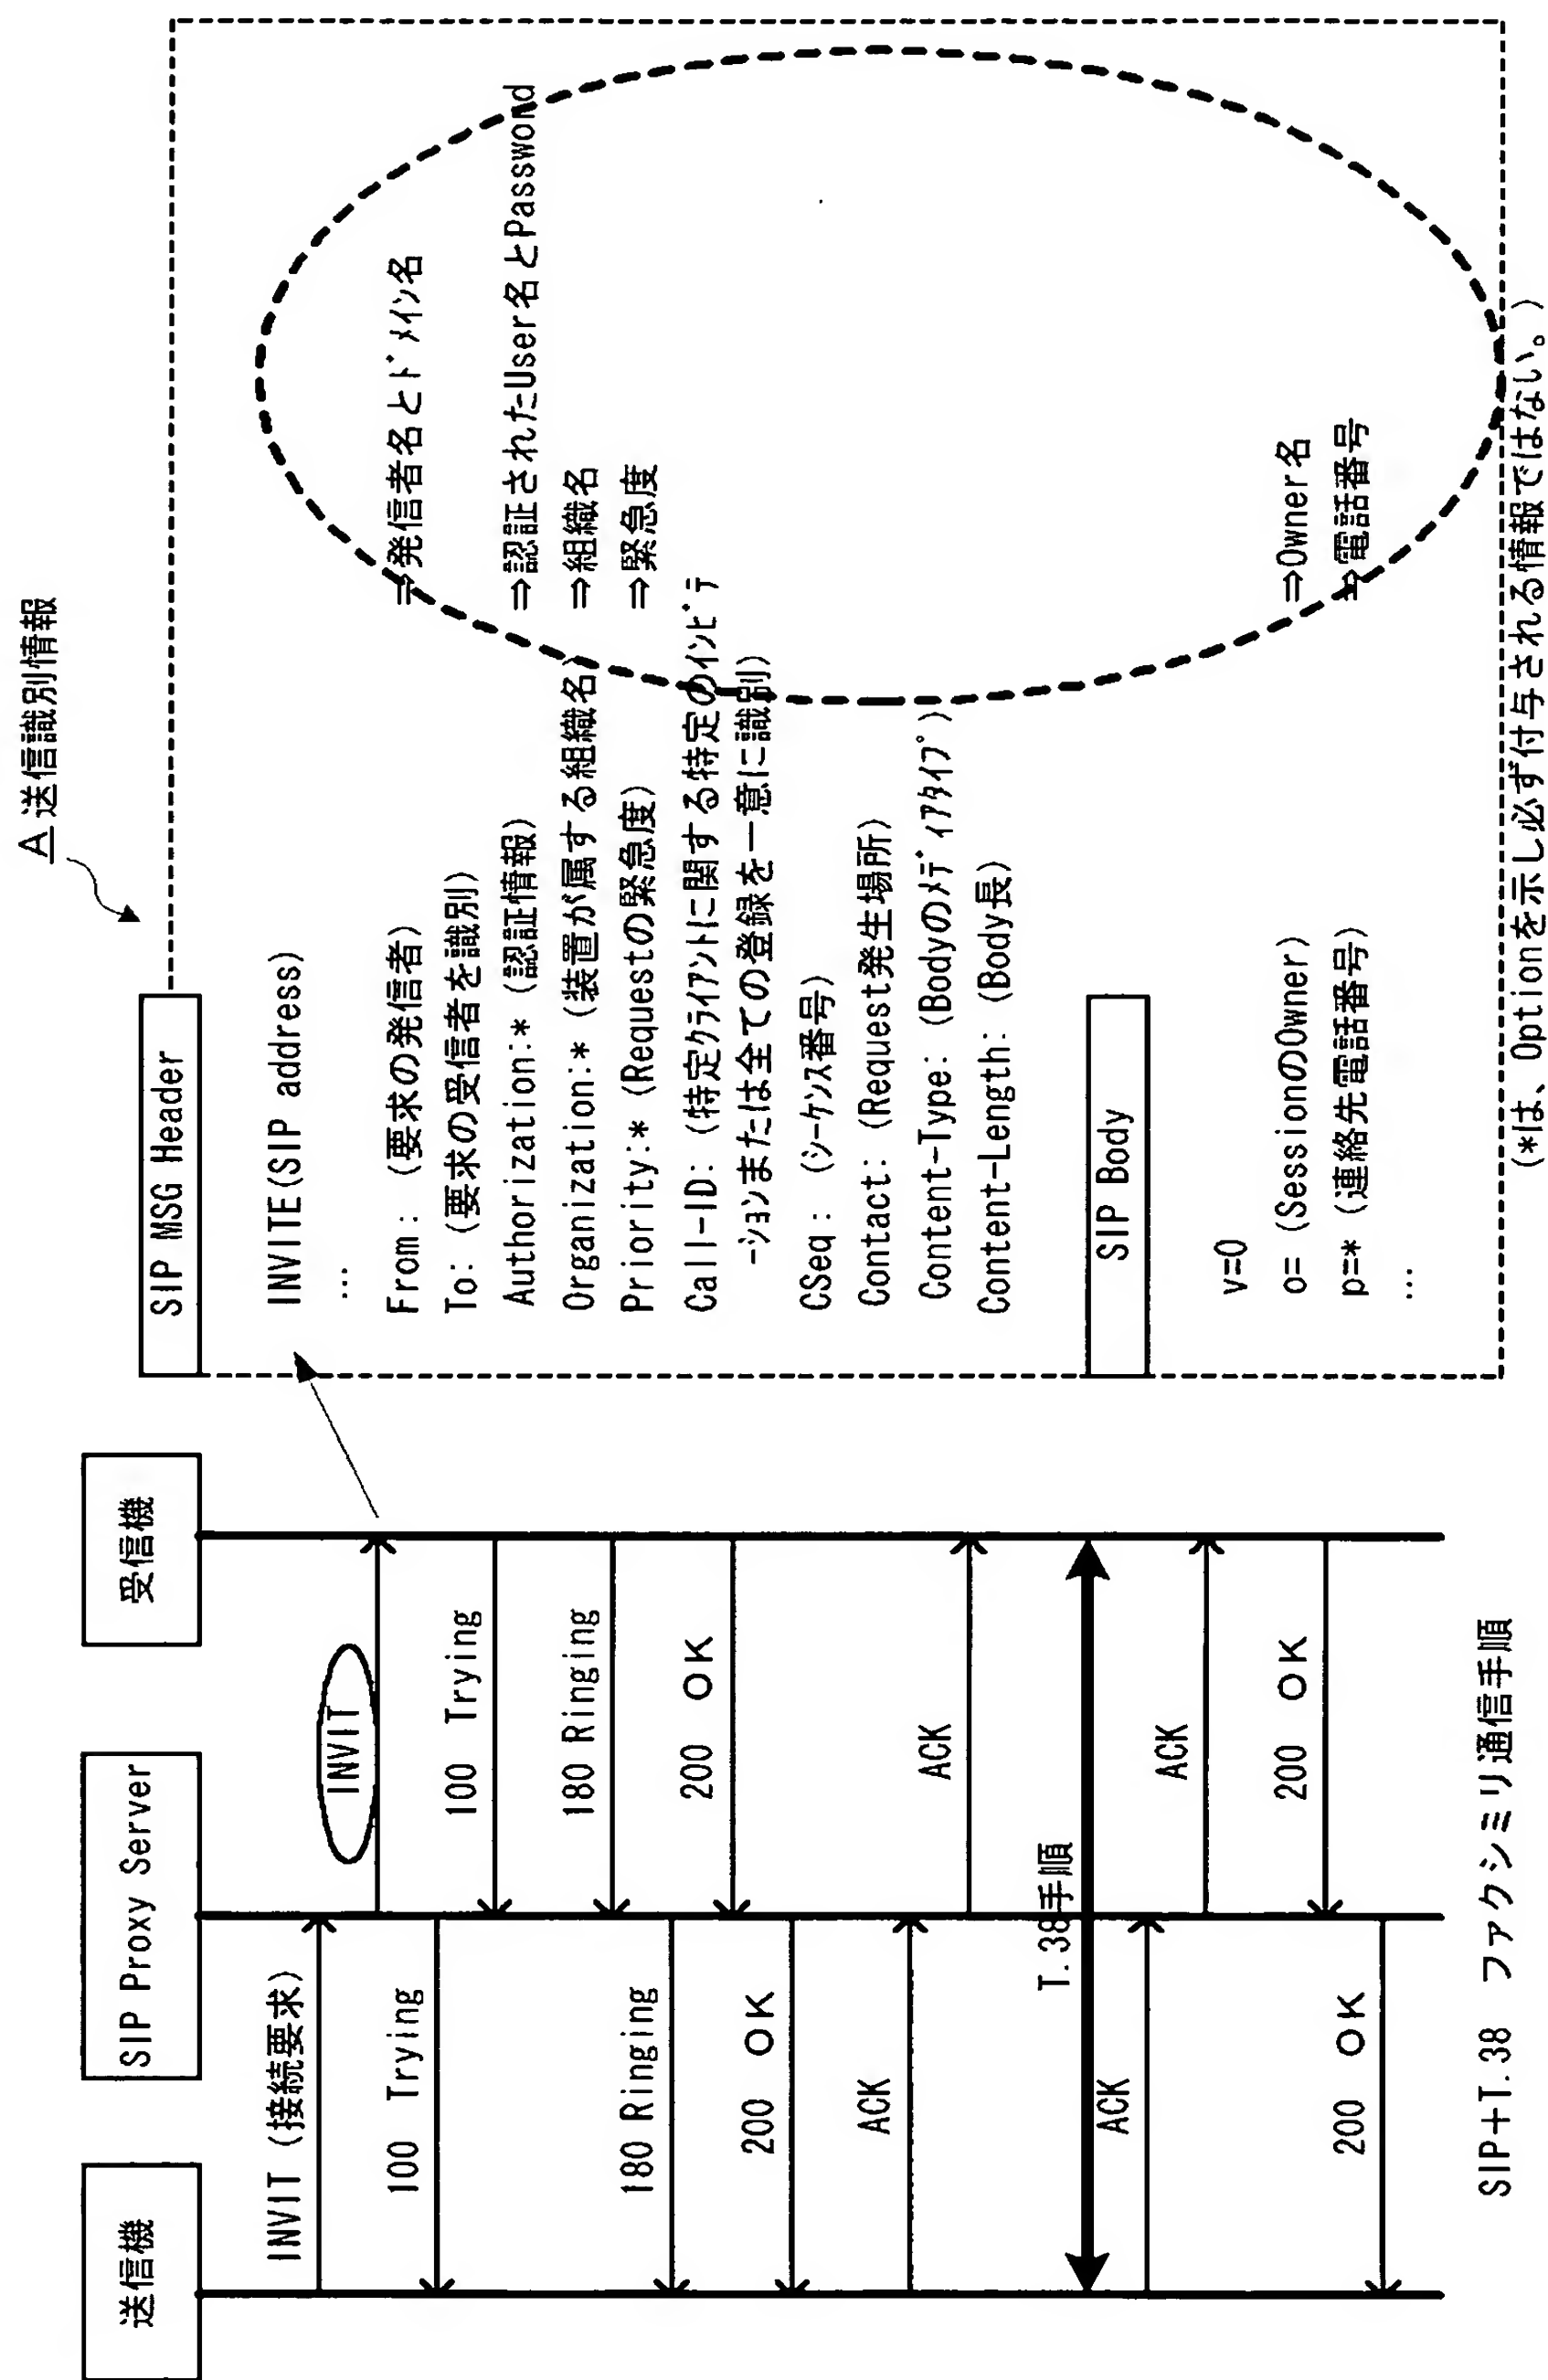 送信機
SIP Proxy Server
受信機
INVIT (接続要求)
INVIT
100 Trying
100 Trying
180 Ringing
180 Ringing
200 OK
200 OK
ACK
ACK
T.38手順
ACK
ACK
200 OK
200 OK
SIP+T.38 ファクシミリ通信手順
A 送信識別情報
SIP MSG Header
INVITE(SIP address)
...
From: (要求の発信者) ⇒発信者名とﾄﾞﾒｲﾝ名
To: (要求の受信者を識別)
Authorization:* (認証情報) ⇒認証されたUser名とPassword
Organization:* (装置が属する組織名) ⇒組織名
Priority:* (Requestの緊急度) ⇒緊急度
Call-ID: (特定ｸﾗｲｱﾝﾄに関する特定のｲﾝﾋﾞﾃ
ｰｼｮﾝまたは全ての登録を一意に識別)
CSeq: (ｼｰｹﾝｽ番号)
Contact: (Request発生場所)
Content-Type: (Bodyのﾒﾃﾞｨｱﾀｲﾌﾟ)
Content-Length: (Body長)
SIP Body
v=0
o= (SessionのOwner) ⇒Owner名
p=* (連絡先電話番号) ⇒電話番号
...
(*は、Optionを示し必ず付与される情報ではない。)